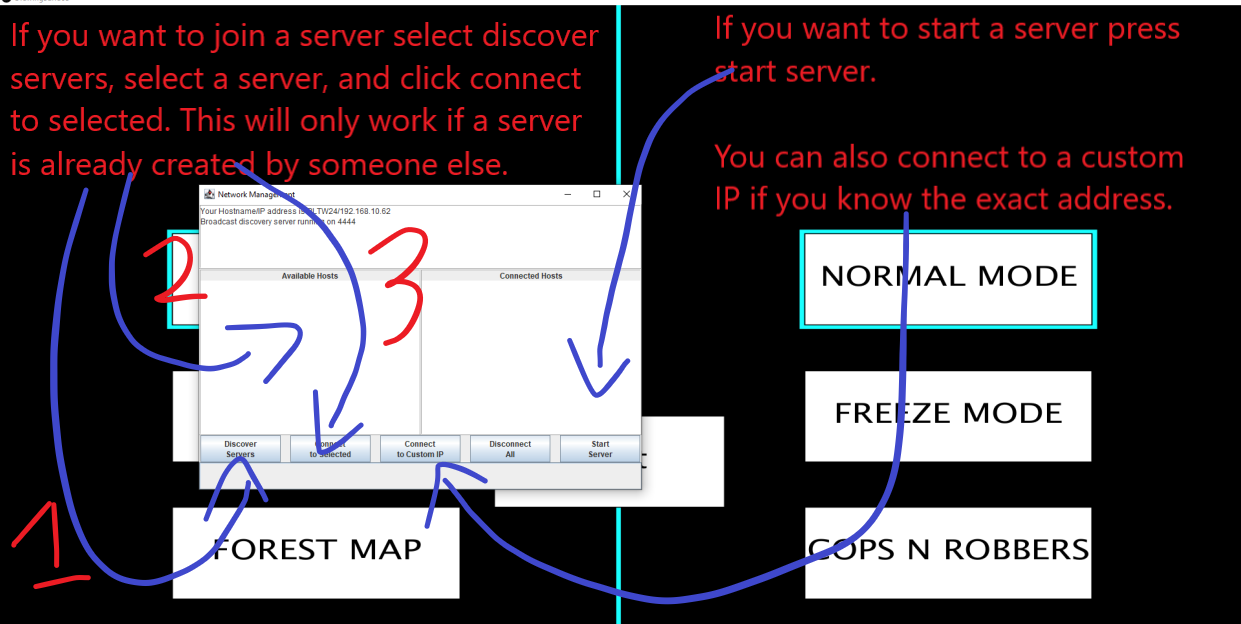 If you want to join a server select discover
servers, select a server, and click connect
to selected. This will only work if a server
is already created by someone else.
If you want to start a server press
start server.
You can also connect to a custom
IP if you know the exact address.
Network Management
Your Hostname/IP address is PLTW24/192.168.10.62
Broadcast discovery server running on 4444
Available Hosts
Connected Hosts
2
3
1
Discover
Servers
Connect
to Selected
Connect
to Custom IP
Disconnect
All
Start
Server
FOREST MAP
NORMAL MODE
FREEZE MODE
COPS N ROBBERS